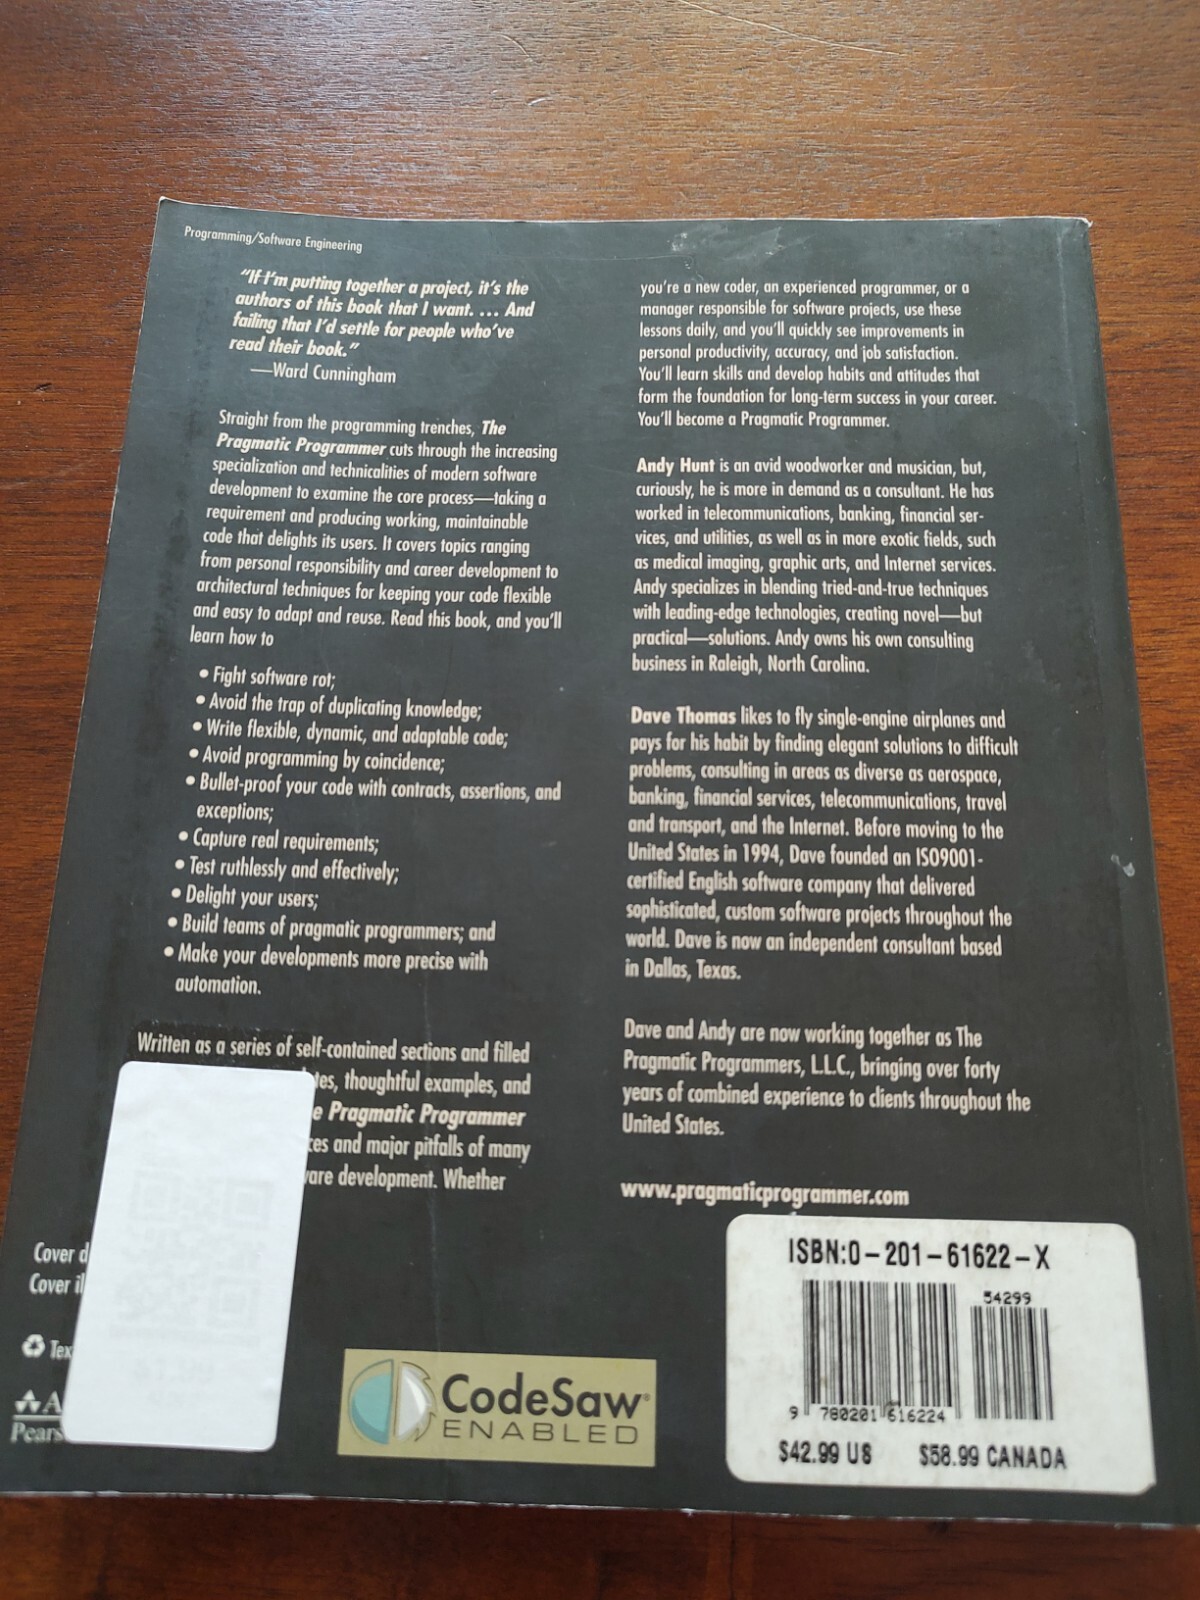 Programming/Software Engineering
“If I’m putting together a project, it’s the
authors of this book that I want. . . . And
failing that I’d settle for people who’ve
read their book.”
—Ward Cunningham
Straight from the programming trenches, The
Pragmatic Programmer cuts through the increasing
specialization and technicalities of modern software
development to examine the core process—taking a
requirement and producing working, maintainable
code that delights its users. It covers topics ranging
from personal responsibility and career development to
architectural techniques for keeping your code flexible
and easy to adapt and reuse. Read this book, and you’ll
learn how to
• Fight software rot;
• Avoid the trap of duplicating knowledge;
• Write flexible, dynamic, and adaptable code;
• Avoid programming by coincidence;
• Bullet-proof your code with contracts, assertions, and
exceptions;
• Capture real requirements;
• Test ruthlessly and effectively;
• Delight your users;
• Build teams of pragmatic programmers; and
• Make your developments more precise with
automation.
Written as a series of self-contained sections and filled
thoughtful examples, and
Pragmatic Programmer
and major pitfalls of many
development. Whether
you’re a new coder, an experienced programmer, or a
manager responsible for software projects, use these
lessons daily, and you’ll quickly see improvements in
personal productivity, accuracy, and job satisfaction.
You’ll learn skills and develop habits and attitudes that
form the foundation for long-term success in your career.
You’ll become a Pragmatic Programmer.
Andy Hunt is an avid woodworker and musician, but,
curiously, he is more in demand as a consultant. He has
worked in telecommunications, banking, financial ser-
vices, and utilities, as well as in more exotic fields, such
as medical imaging, graphic arts, and Internet services.
Andy specializes in blending tried-and-true techniques
with leading-edge technologies, creating novel—but
practical—solutions. Andy owns his own consulting
business in Raleigh, North Carolina.
Dave Thomas likes to fly single-engine airplanes and
pays for his habit by finding elegant solutions to difficult
problems, consulting in areas as diverse as aerospace,
banking, financial services, telecommunications, travel
and transport, and the Internet. Before moving to the
United States in 1994, Dave founded an ISO9001-
certified English software company that delivered
sophisticated, custom software projects throughout the
world. Dave is now an independent consultant based
in Dallas, Texas.
Dave and Andy are now working together as The
Pragmatic Programmers, L.L.C., bringing over forty
years of combined experience to clients throughout the
United States.
www.pragmaticprogrammer.com
Cover
Cover
CodeSaw®
ENABLED
ISBN:0-201-61622-X
54299
9 780201 616224
$42.99 US $58.99 CANADA